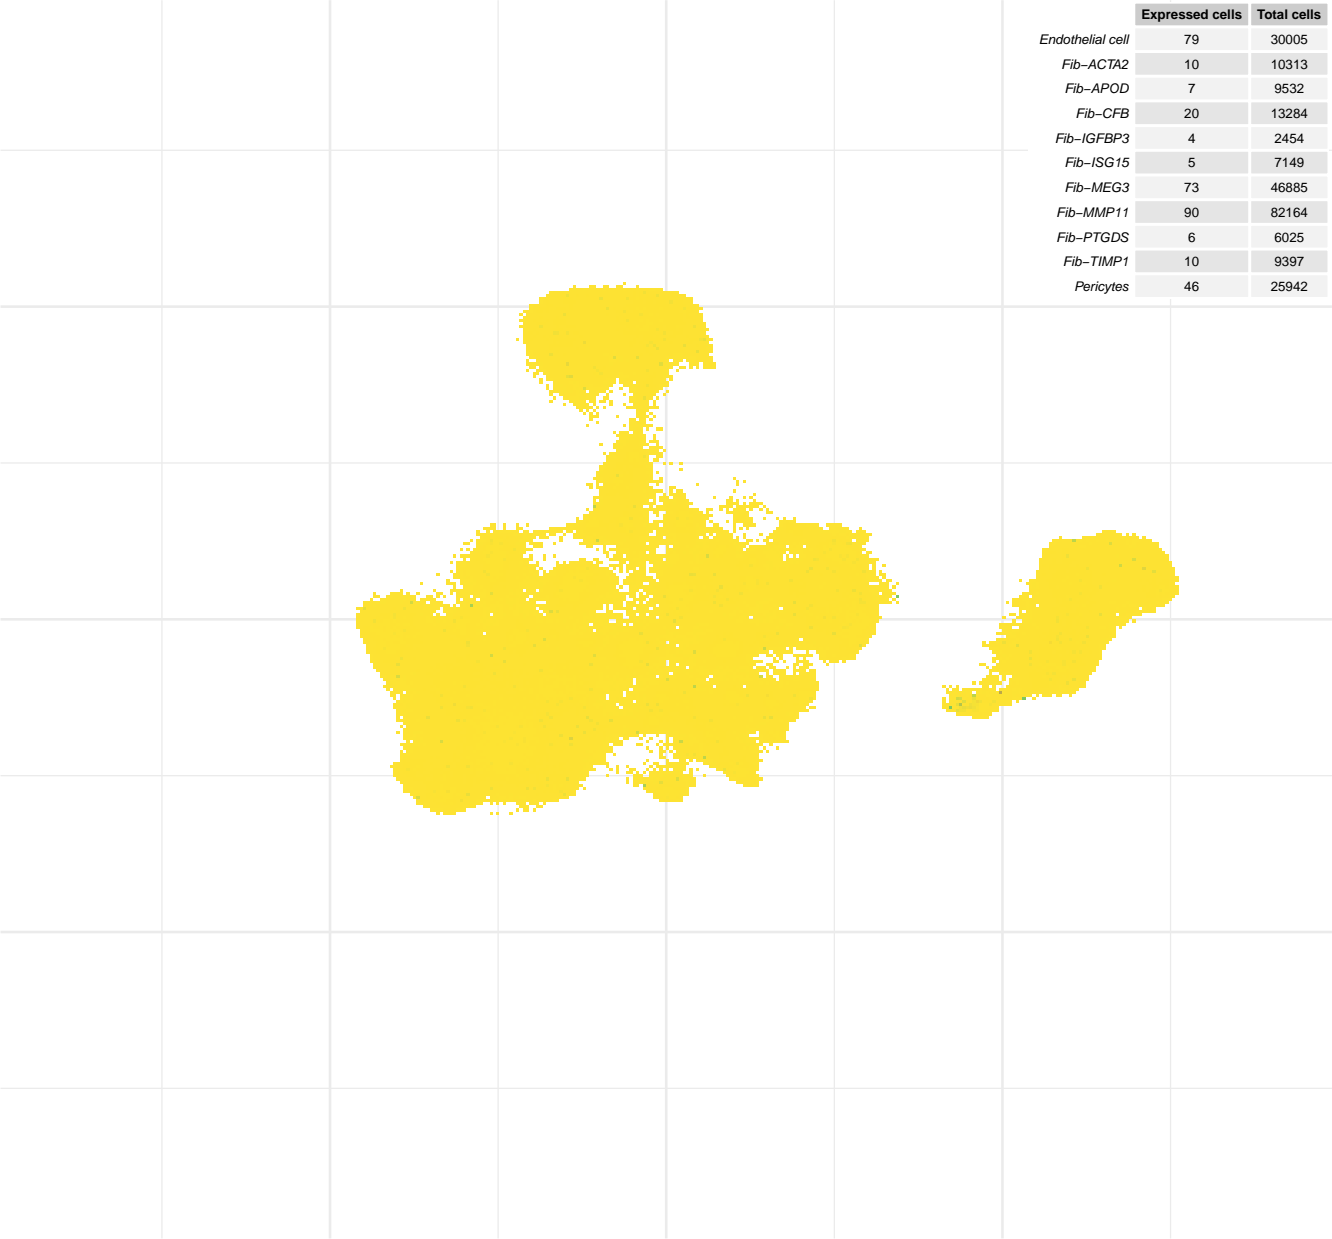 Expressed cells Total cells
Endothelial cell 79 30005
Fib−ACTA2 10 10313
Fib−APOD 7 9532
Fib−CFB 20 13284
Fib−IGFBP3 4 2454
Fib−ISG15 5 7149
Fib−MEG3 73 46885
Fib−MMP11 90 82164
Fib−PTGDS 6 6025
Fib−TIMP1 10 9397
Pericytes 46 25942